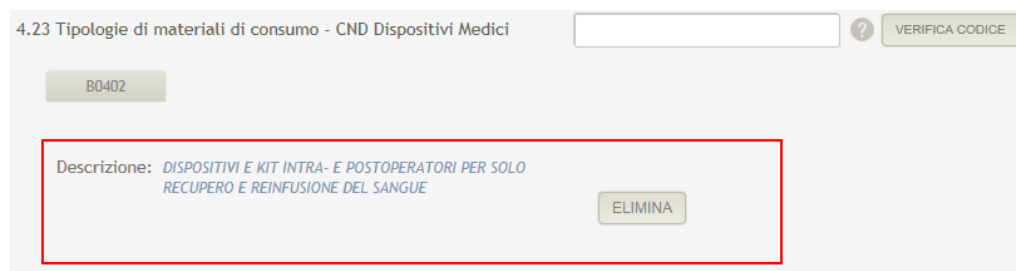 4.23 Tipologie di materiali di consumo - CND Dispositivi Medici
?
VERIFICA CODICE
B0402
Descrizione: DISPOSITIVI E KIT INTRA- E POSTOPERATORI PER SOLO
RECUPERO E REINFUSIONE DEL SANGUE
ELIMINA